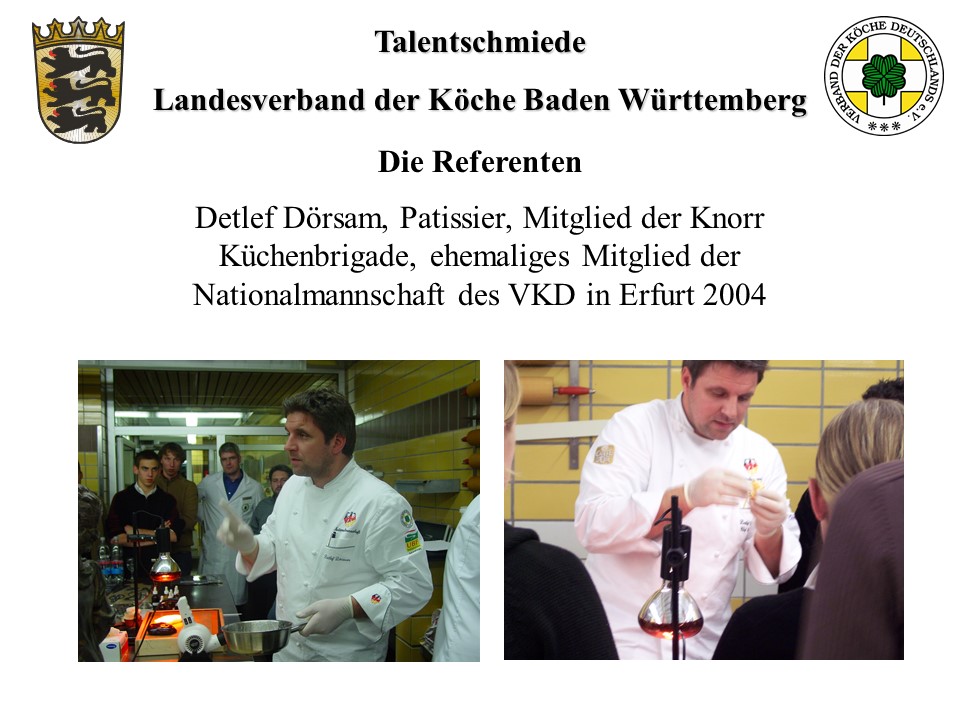 Talentschmiede
Landesverband der Köche Baden Württemberg
VERBAND DER KÖCHE DEUTSCHLANDS e.V.
Die Referenten
Detlef Dörsam, Patissier, Mitglied der Knorr
Küchenbrigade, ehemaliges Mitglied der
Nationalmannschaft des VKD in Erfurt 2004